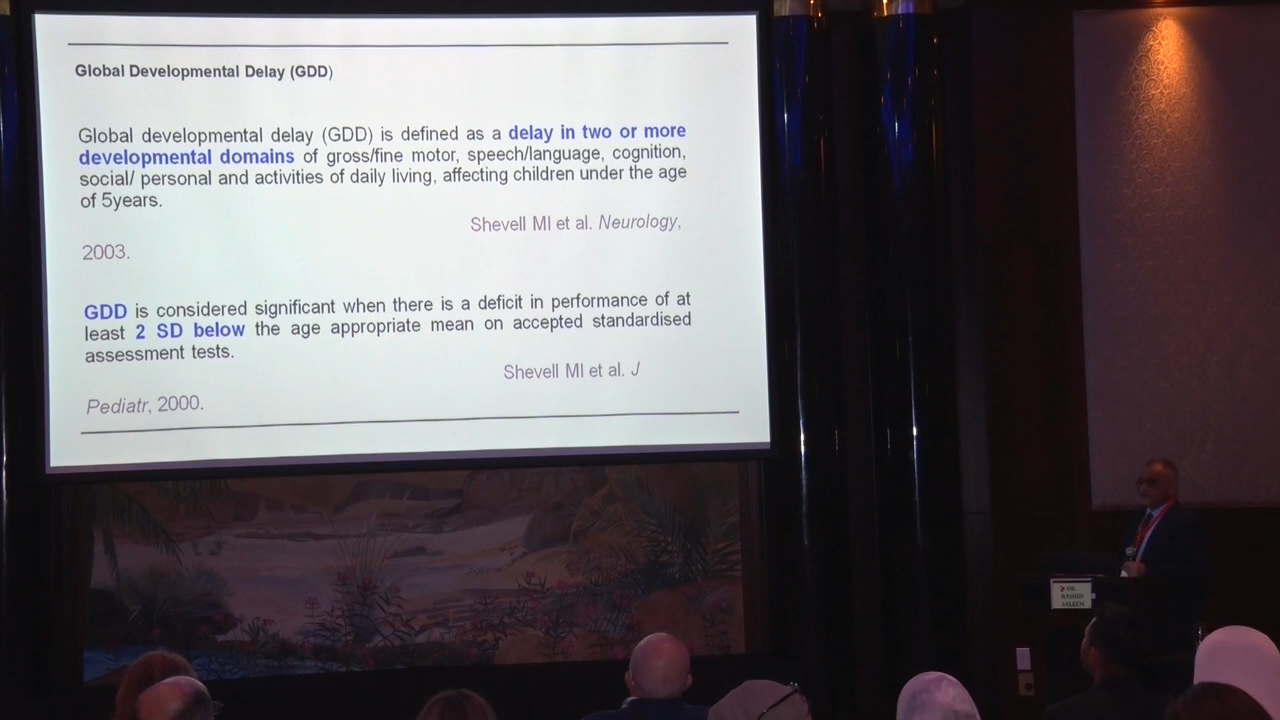 Global Developmental Delay (GDD)
Global developmental delay (GDD) is defined as a delay in two or more
developmental domains of gross/fine motor, speech/language, cognition,
social/ personal and activities of daily living, affecting children under the age
of 5years.
Shevell MI et al. Neurology,
2003.
GDD is considered significant when there is a deficit in performance of at
least 2 SD below the age appropriate mean on accepted standardised
assessment tests.
Shevell MI et al. J
Pediatr, 2000.
DR.
RASHID
SALEEM